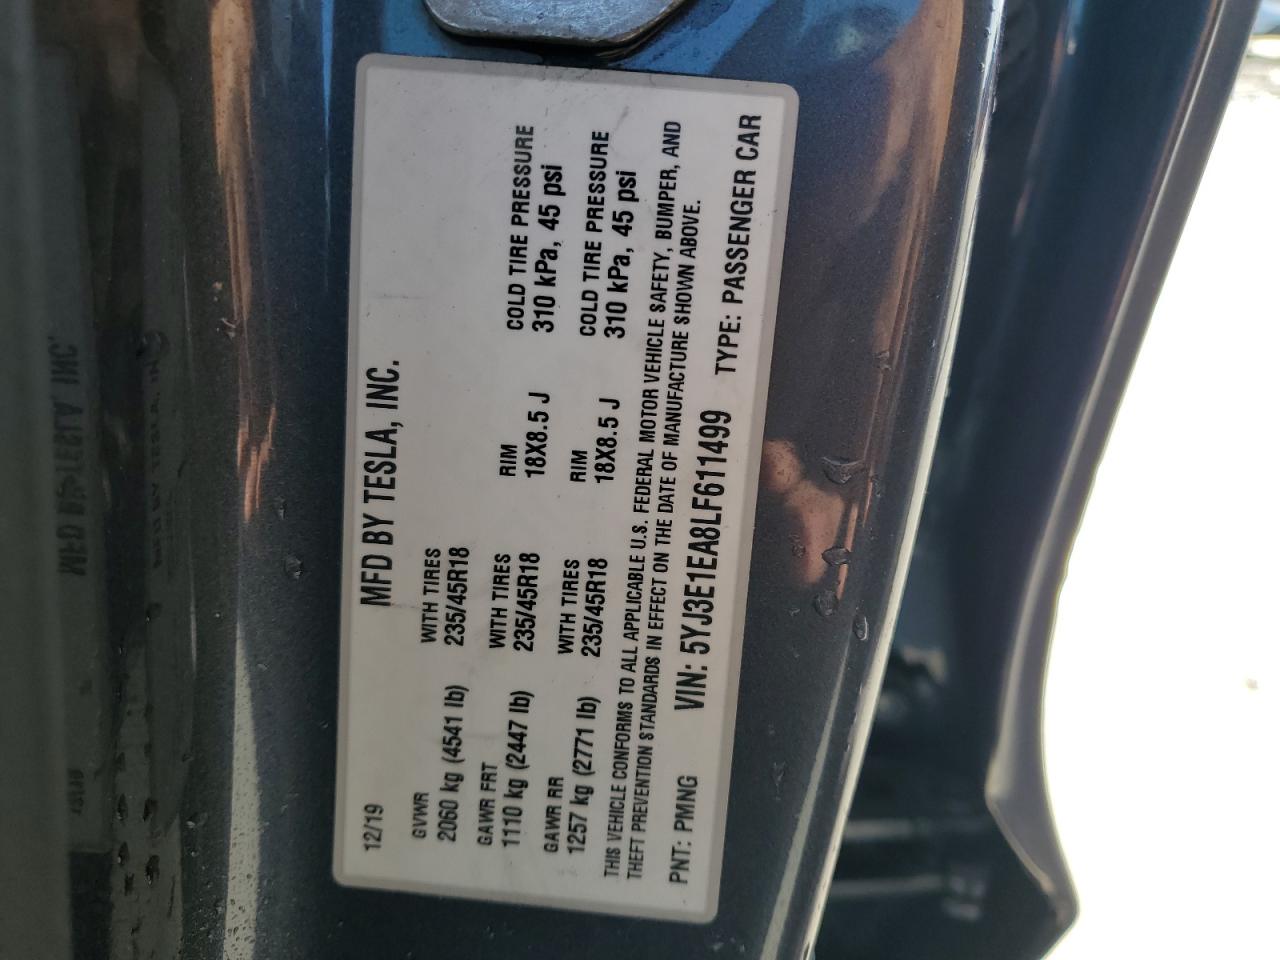 MFD BY TESLA, INC.
12/19
GVWR WITH TIRES
2060 kg (4541 lb) 235/45R18
GAWR FRT WITH TIRES RIM COLD TIRE PRESSURE
1110 kg (2447 lb) 235/45R18 18X8.5 J 310 kPa, 45 psi
GAWR RR WITH TIRES RIM COLD TIRE PRESSURE
1257 kg (2771 lb) 235/45R18 18X8.5 J 310 kPa, 45 psi
THIS VEHICLE CONFORMS TO ALL APPLICABLE U.S. FEDERAL MOTOR VEHICLE SAFETY, BUMPER, AND
THEFT PREVENTION STANDARDS IN EFFECT ON THE DATE OF MANUFACTURE SHOWN ABOVE.
PNT: PMNG VIN: 5YJ3E1EA8LF611499 TYPE: PASSENGER CAR